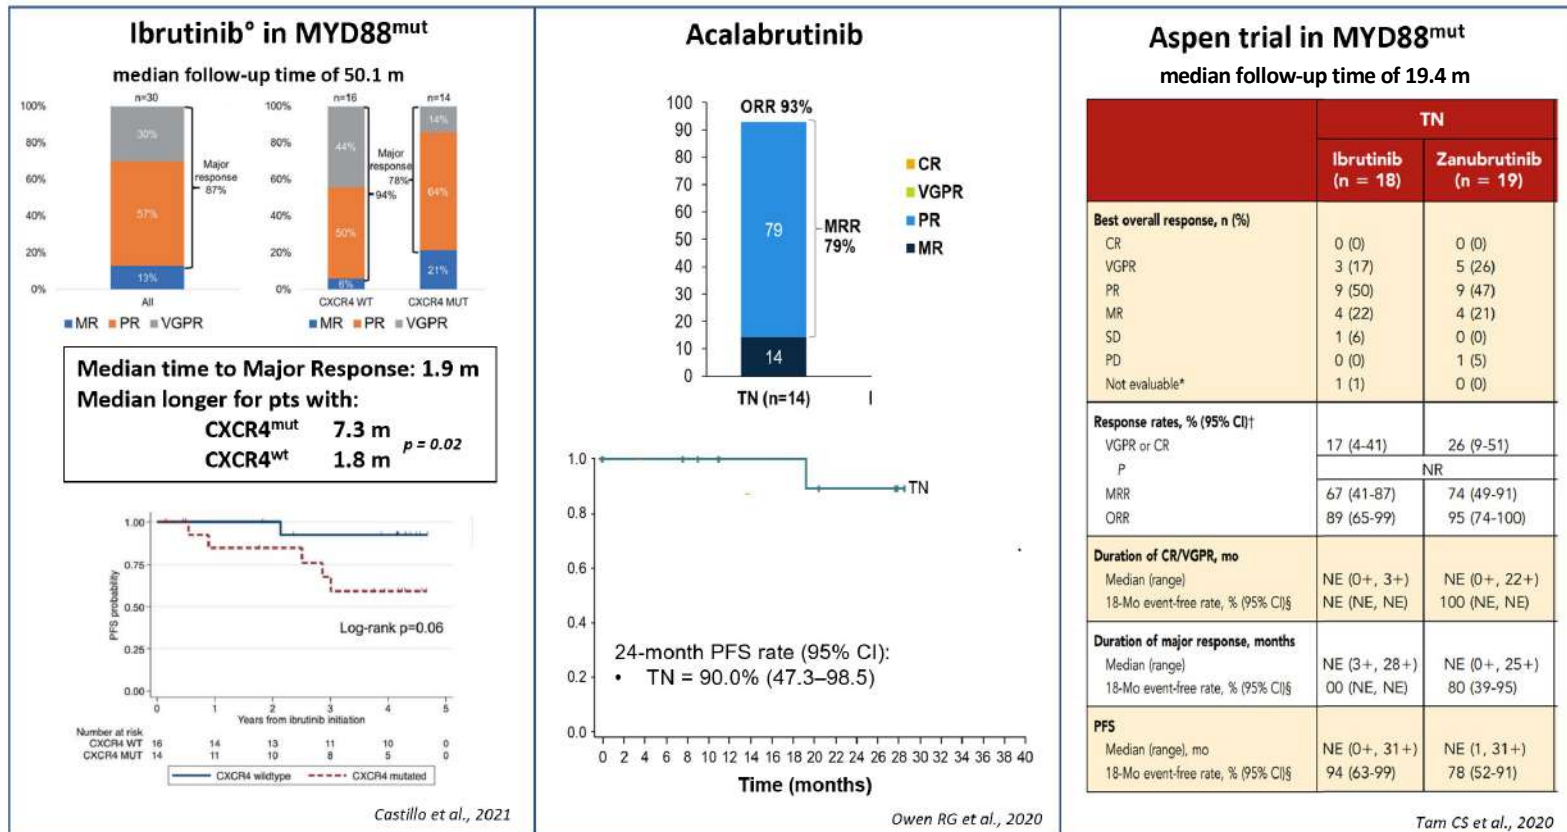 Ibrutinib° in MYD88mut
median follow-up time of 50.1 m
n=30
100%
80%
60%
40%
20%
0%
30%
57%
13%
Major
response
87%
All
MR PR VGPR
n=16 n=14
100%
80%
60%
40%
20%
0%
44%
50%
6%
Major
response
78%
94%
14%
64%
21%
CXCR4 WT CXCR4 MUT
MR PR VGPR
Median time to Major Response: 1.9 m
Median longer for pts with:
CXCR4mut 7.3 m
CXCR4wt 1.8 m
p = 0.02
PFS probability
1.00
0.75
0.50
0.25
0.00
Log-rank p=0.06
0 1 2 3 4 5
Years from ibrutinib initiation
Number at risk
CXCR4 WT 16 14 13 11 10 0
CXCR4 MUT 14 11 10 8 5 0
CXCR4 wildtype CXCR4 mutated
Castillo et al., 2021
Acalabrutinib
100
90
80
70
60
50
40
30
20
10
0
ORR 93%
79
14
MRR
79%
CR
VGPR
PR
MR
TN (n=14)
1.0
0.8
0.6
0.4
0.2
0.0
TN
24-month PFS rate (95% CI):
• TN = 90.0% (47.3–98.5)
0 2 4 6 8 10 12 14 16 18 20 22 24 26 28 30 32 34 36 38 40
Time (months)
Owen RG et al., 2020
Aspen trial in MYD88mut
median follow-up time of 19.4 m
TN
Ibrutinib Zanubrutinib
(n = 18) (n = 19)
Best overall response, n (%)
CR 0 (0) 0 (0)
VGPR 3 (17) 5 (26)
PR 9 (50) 9 (47)
MR 4 (22) 4 (21)
SD 1 (6) 0 (0)
PD 0 (0) 1 (5)
Not evaluable* 1 (1) 0 (0)
Response rates, % (95% CI)†
VGPR or CR 17 (4-41) 26 (9-51)
P NR
MRR 67 (41-87) 74 (49-91)
ORR 89 (65-99) 95 (74-100)
Duration of CR/VGPR, mo
Median (range) NE (0+, 3+) NE (0+, 22+)
18-Mo event-free rate, % (95% CI)§ NE (NE, NE) 100 (NE, NE)
Duration of major response, months
Median (range) NE (3+, 28+) NE (0+, 25+)
18-Mo event-free rate, % (95% CI)§ 00 (NE, NE) 80 (39-95)
PFS
Median (range), mo NE (0+, 31+) NE (1, 31+)
18-Mo event-free rate, % (95% CI)§ 94 (63-99) 78 (52-91)
Tam CS et al., 2020